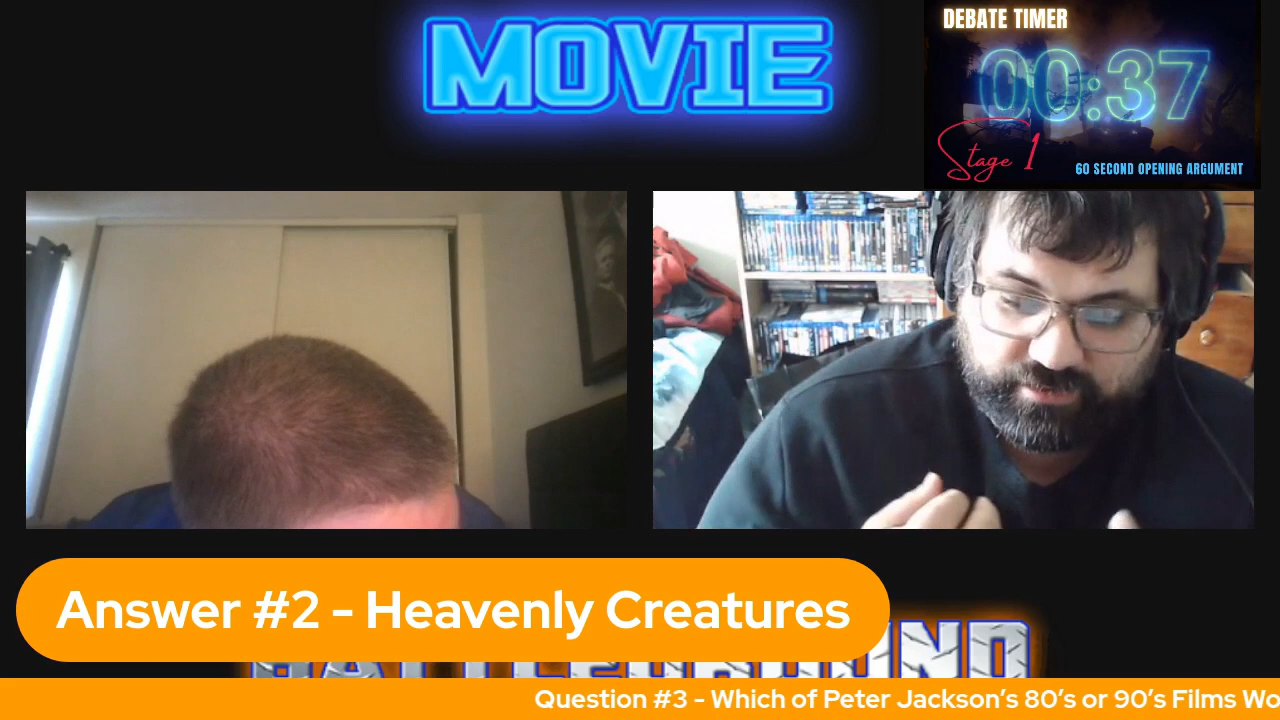 MOVIE
DEBATE TIMER
00:37
Stage 1
60 SECOND OPENING ARGUMENT
Answer #2 - Heavenly Creatures
Question #3 - Which of Peter Jackson's 80's or 90's Films Wo